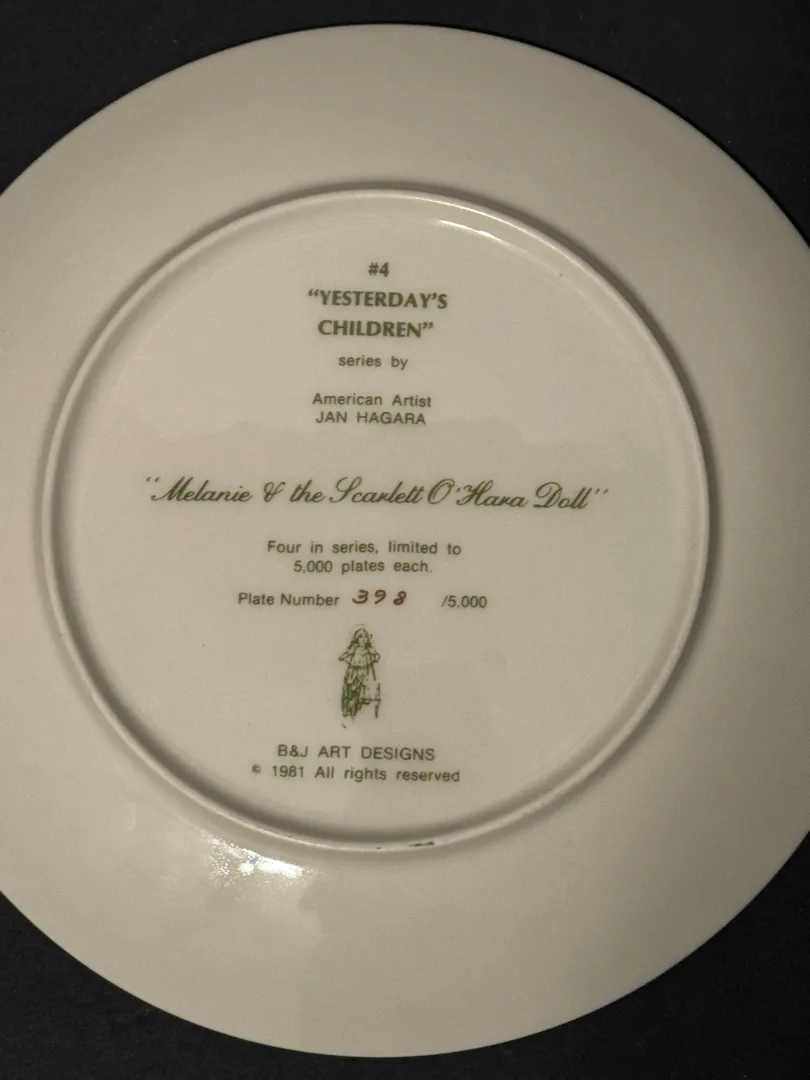 #4
“YESTERDAY’S
CHILDREN”
series by
American Artist
JAN HAGARA
“Melanie & the Scarlett O’Hara Doll”
Four in series, limited to
5,000 plates each.
Plate Number 398 /5,000
B&J ART DESIGNS
© 1981 All rights reserved